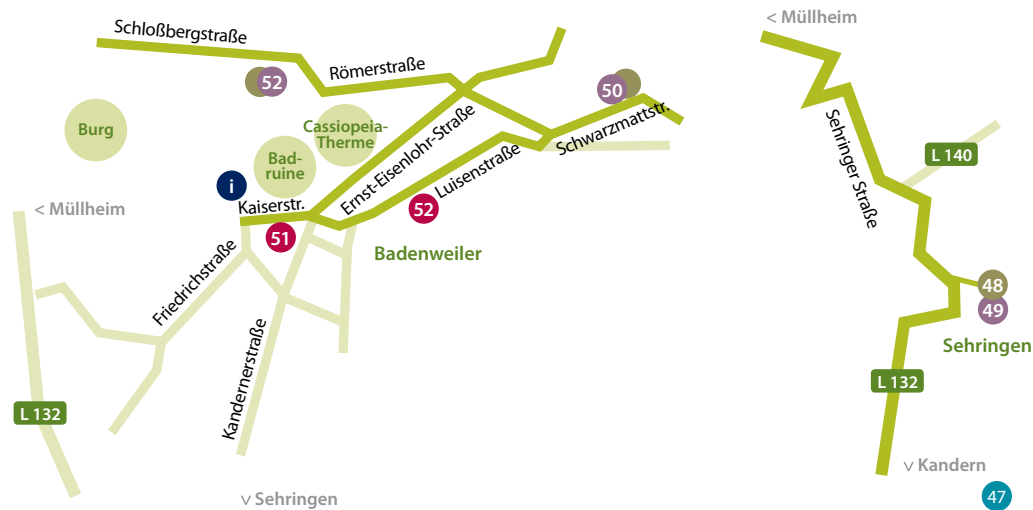 Schloßbergstraße
52
Römerstraße
50
Burg
Cassiopeia-
Therme
Bad-
ruine
Ernst-Eisenlohr-Straße
Schwarzmattstr.
Luisenstraße
i
Kaiserstr.
52
51
Badenweiler
< Müllheim
Friedrichstraße
Kandernerstraße
L 132
v Sehringen
< Müllheim
Sehringer Straße
L 140
48
49
Sehringen
L 132
v Kandern
47